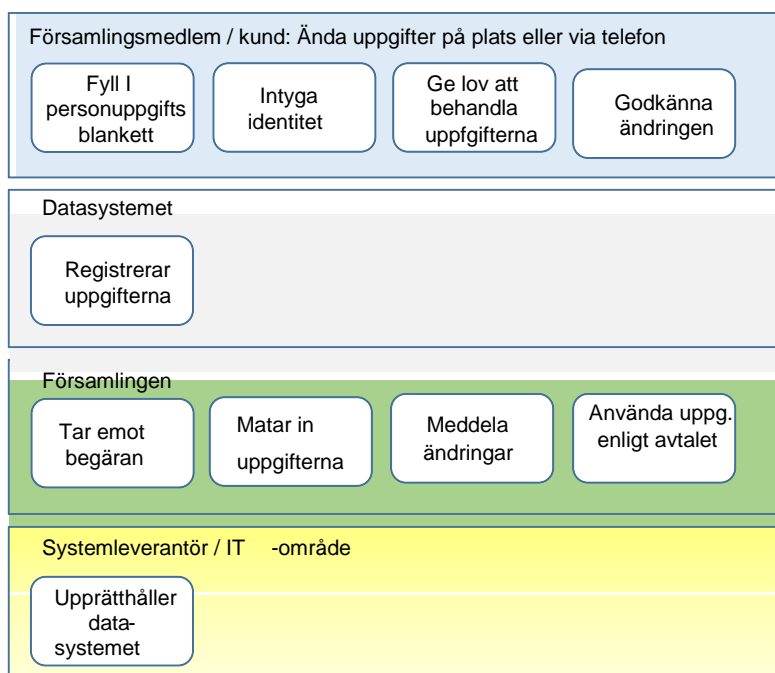 Församlingsmedlem / kund: Ända uppgifter på plats eller via telefon
Fyll I
personuppgifts
blankett
Intyga
identitet
Ge lov att
behandla
uppfgifterna
Godkänna
ändringen
Datasystemet
Registrerar
uppgifterna
Församlingen
Tar emot
begäran
Matar in
uppgifterna
Meddela
ändringar
Använda uppg.
enligt avtalet
Systemleverantör / IT -område
Upprätthåller
data-
systemet